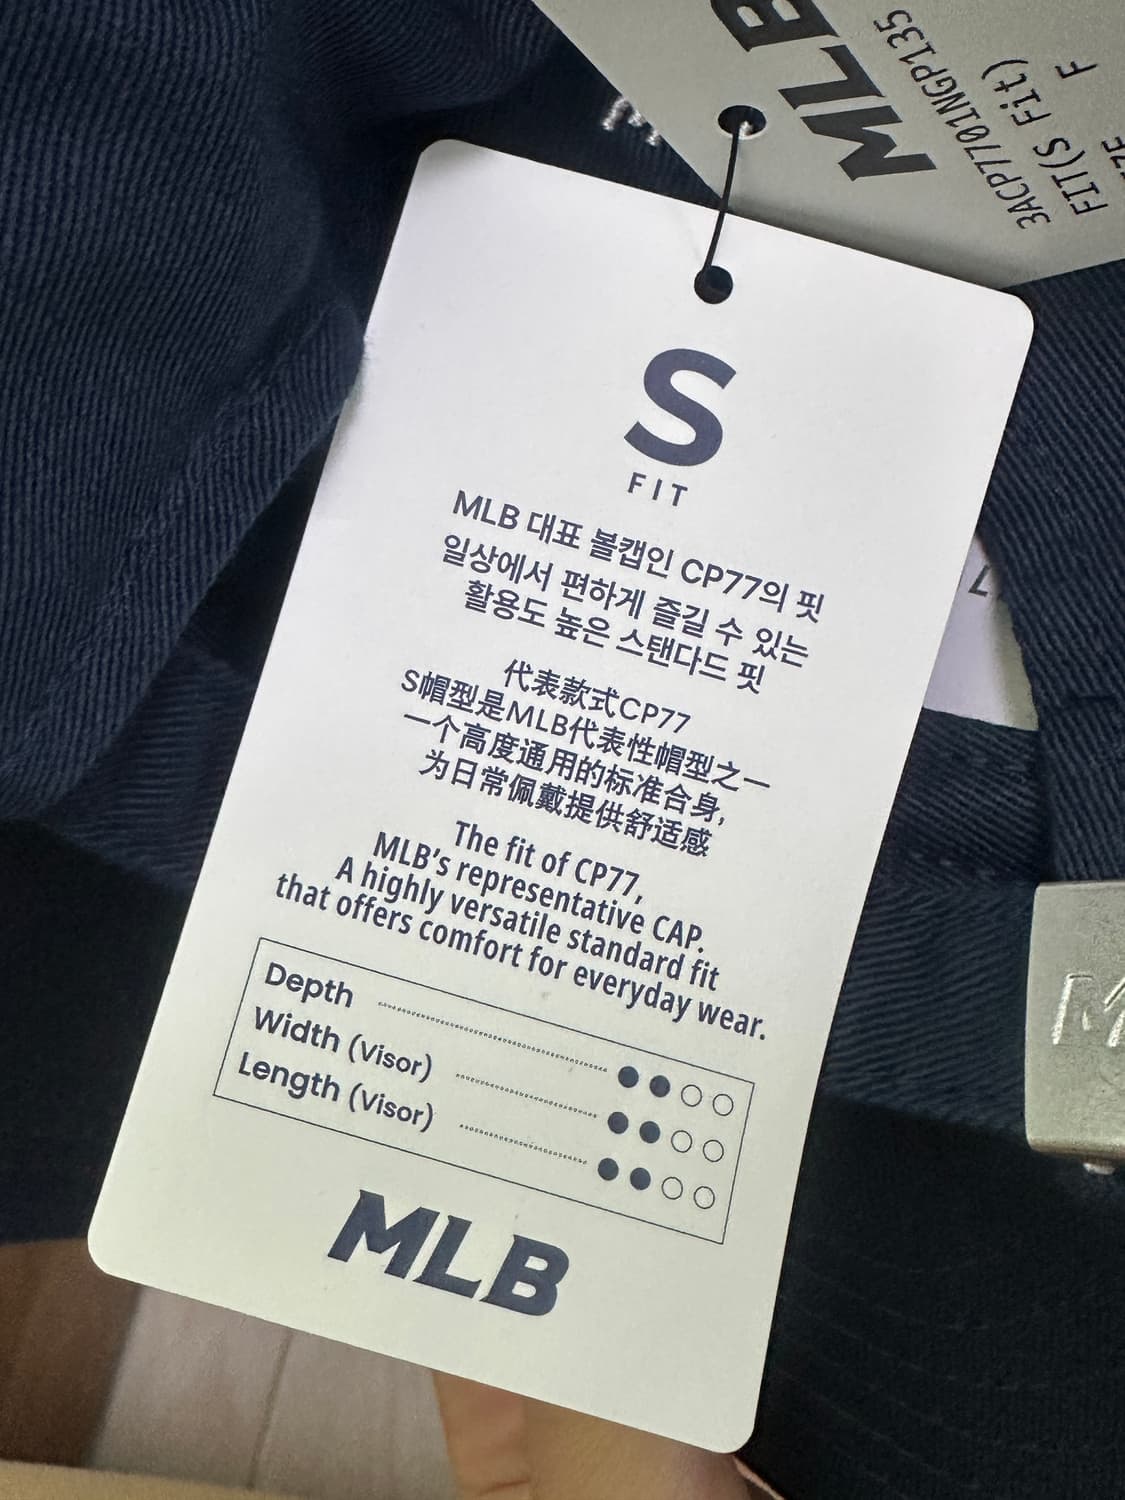 MLB
3ACP7701NGP135
FIT(S Fit)
F
S
FIT
MLB 대표 볼캡인 CP77의 핏
일상에서 편하게 즐길 수 있는
활용도 높은 스탠다드 핏
代表款式CP77
S帽型是MLB代表性帽型之一
一个高度通用的标准合身,
为日常佩戴提供舒适感
The fit of CP77,
MLB's representative CAP.
A highly versatile standard fit
that offers comfort for everyday wear.
Depth
Width (Visor)
Length (Visor)
MLB